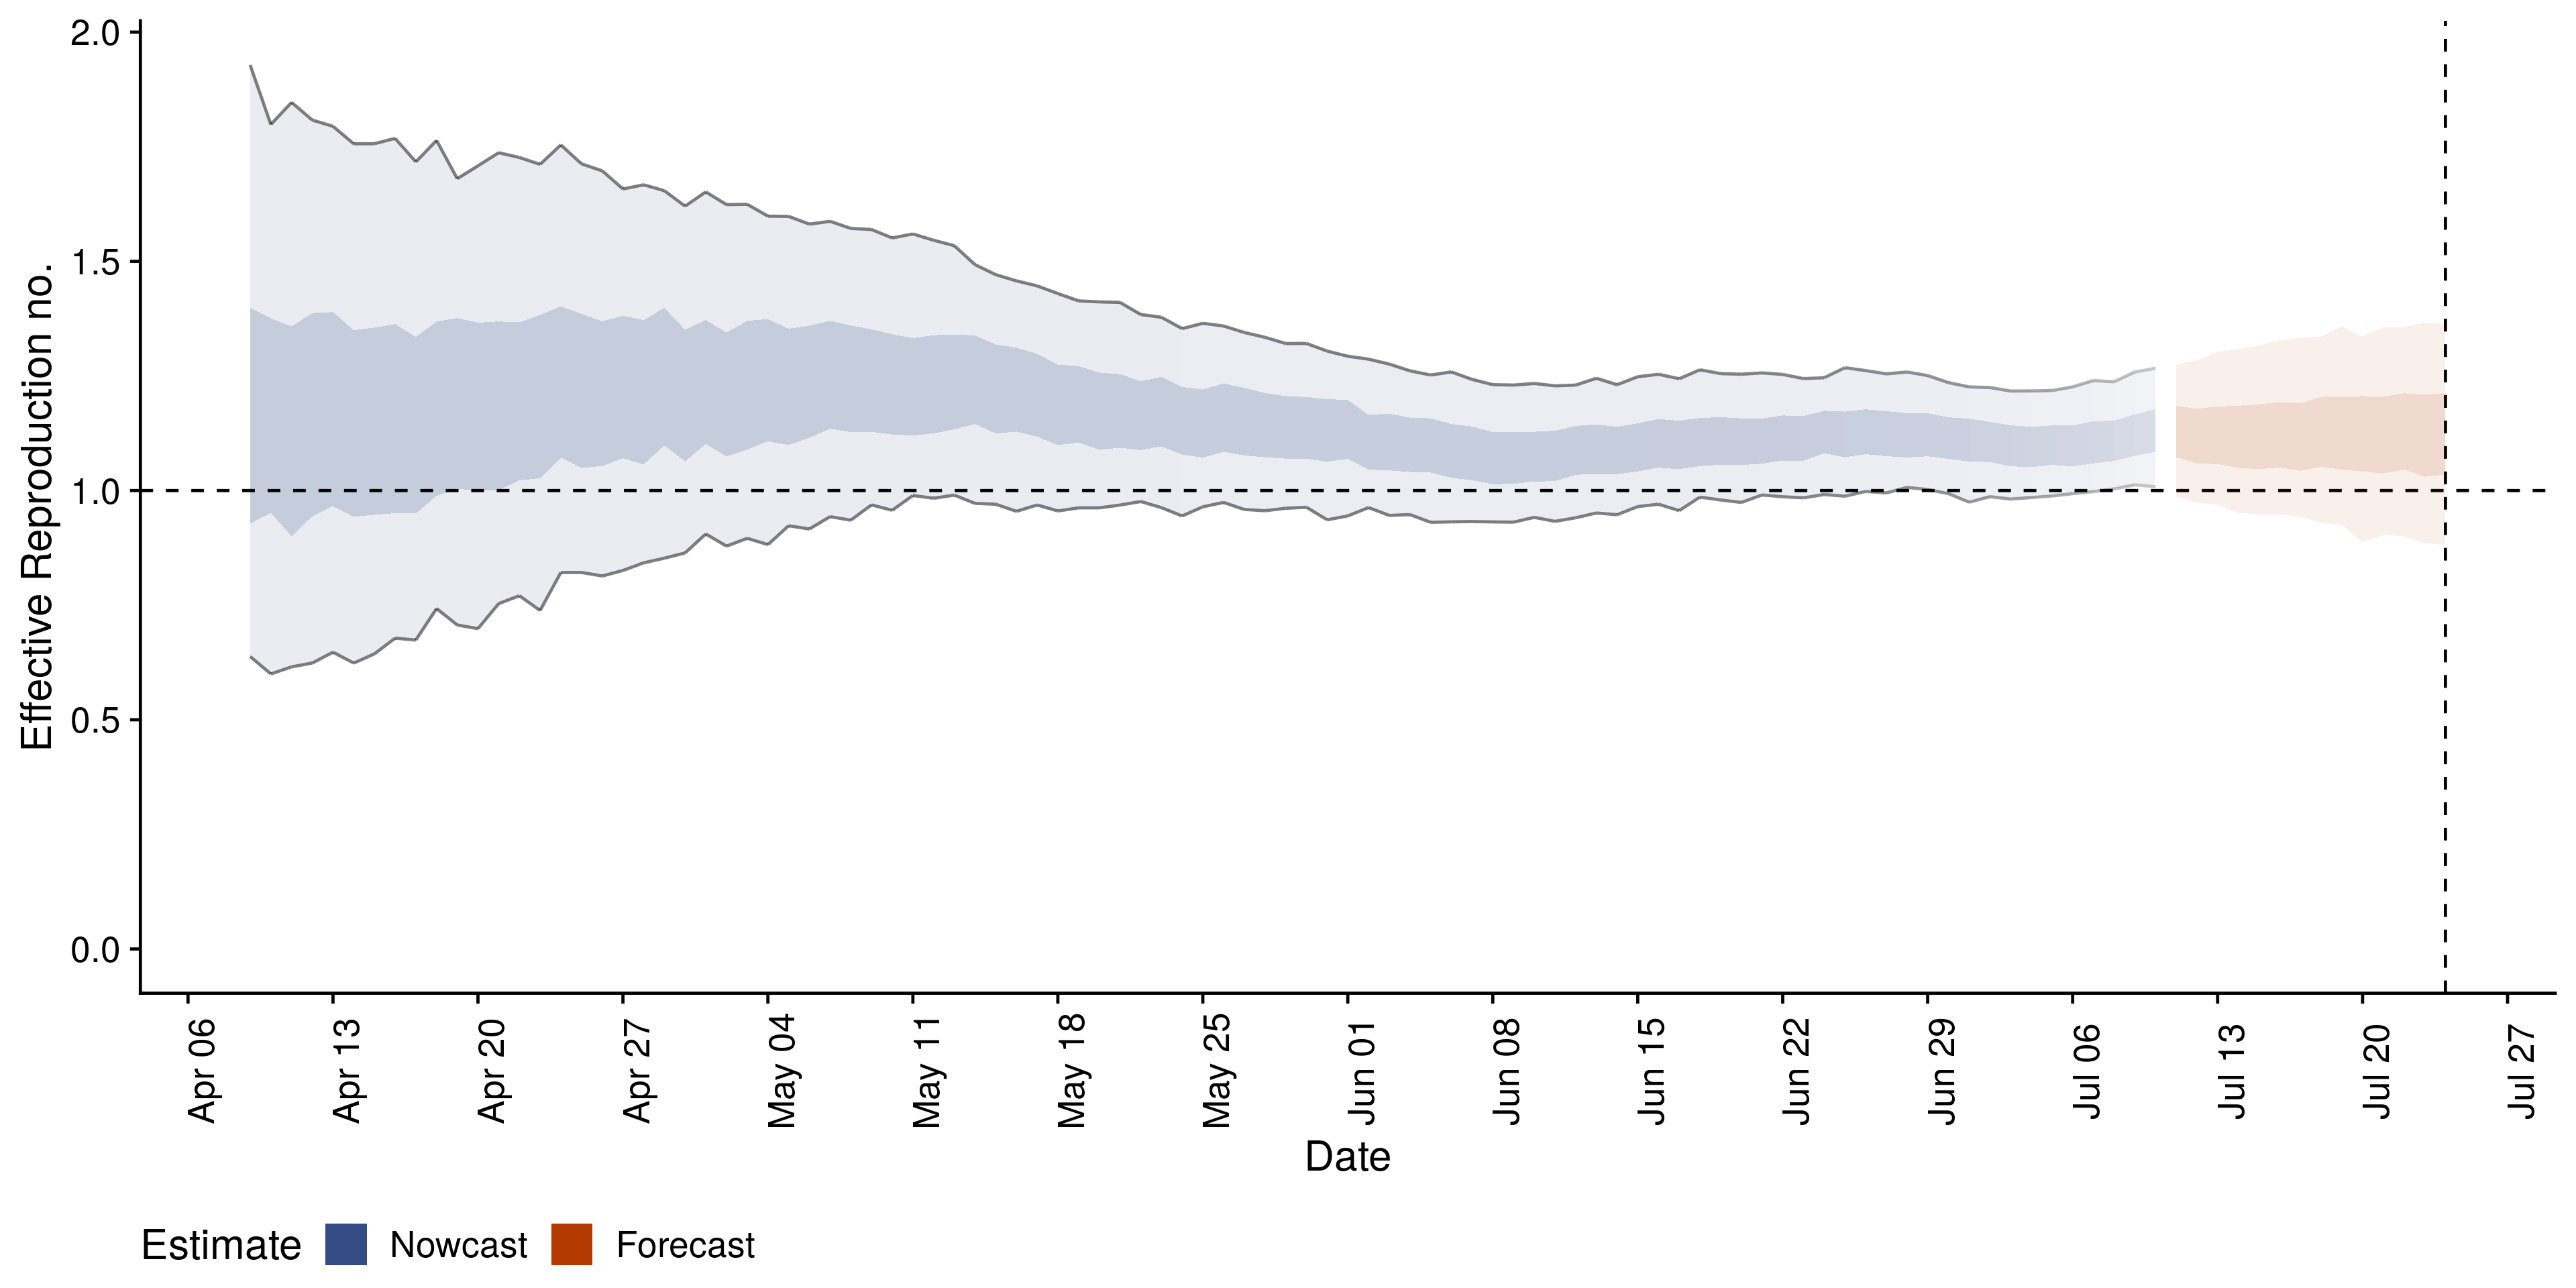 Effective Reproduction no.
2.0
1.5
1.0
0.5
0.0
Apr 06
Apr 13
Apr 20
Apr 27
May 04
May 11
May 18
May 25
Jun 01
Jun 08
Jun 15
Jun 22
Jun 29
Jul 06
Jul 13
Jul 20
Jul 27
Date
Estimate Nowcast Forecast